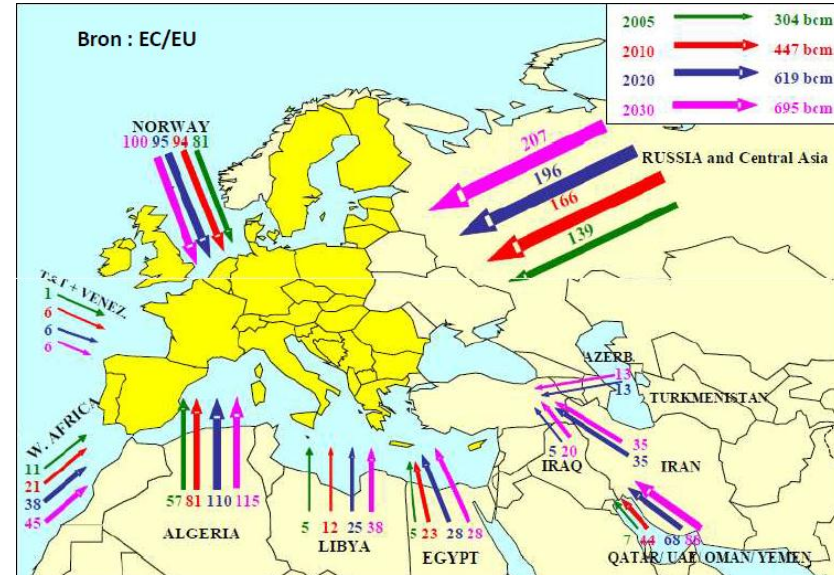 Bron : EC/EU
2005 304 bcm
2010 447 bcm
2020 619 bcm
2030 695 bcm
NORWAY
100 95 94 81
207
196
166
139
RUSSIA and Central Asia
T&T + VENEZ.
1
6
6
6
W. AFRICA
11
21
38
45
57 81 110 115
ALGERIA
5 12 25 38
LIBYA
5 23 28 28
EGYPT
AZERB.
13
13
TURKMENISTAN
5 20
IRAQ
35
35
IRAN
7 44 68 86
QATAR/ UAE/ OMAN/ YEMEN